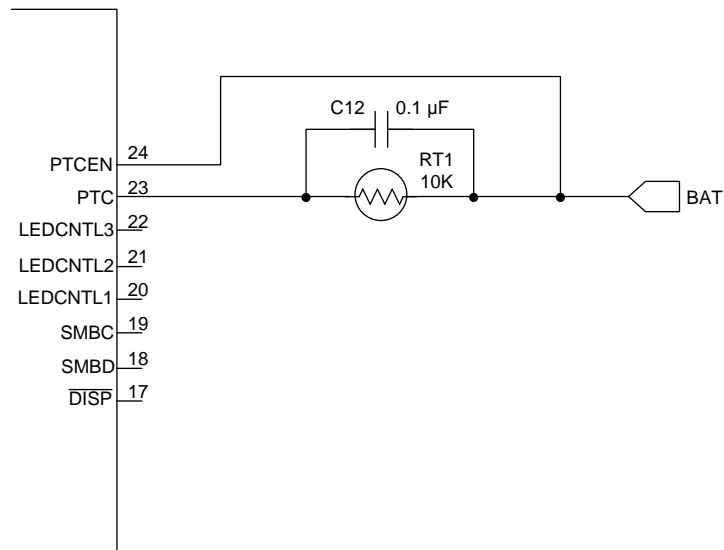 C12 0.1 µF
RT1
10K
PTCEN 24
PTC 23
BAT
LEDCNTL3 22
LEDCNTL2 21
LEDCNTL1 20
SMBC 19
SMBD 18
DISP 17